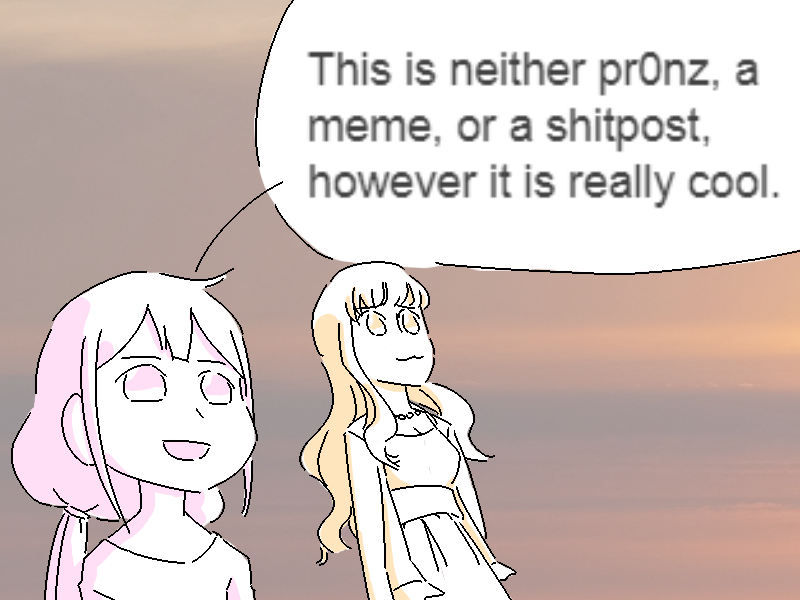 This is neither pr0nz, a
meme, or a shitpost,
however it is really cool.